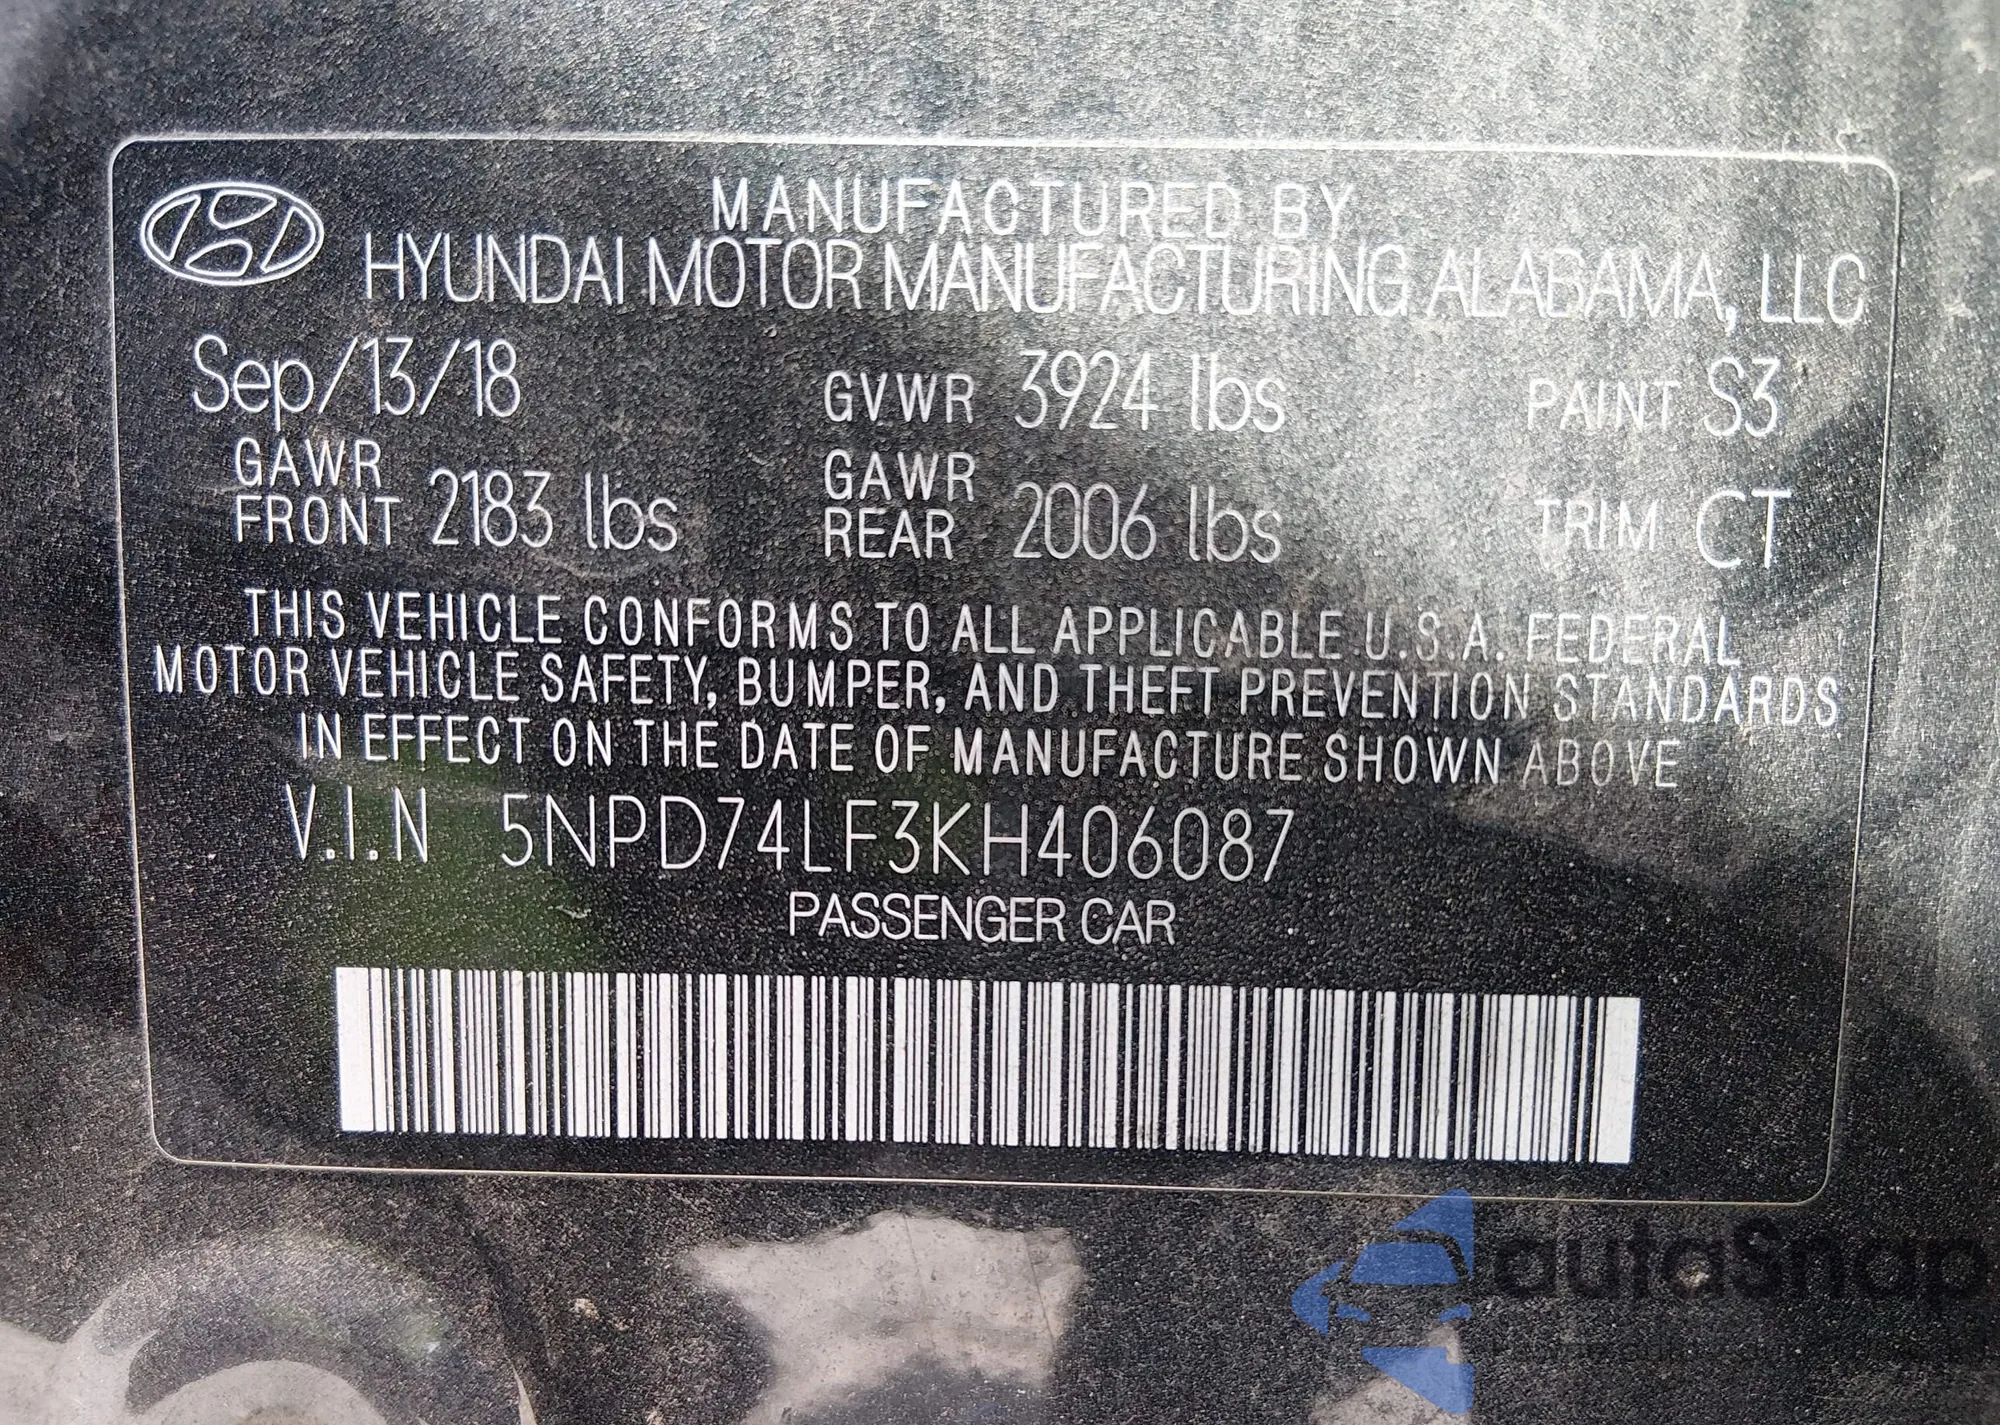 MANUFACTURED BY
HYUNDAI MOTOR MANUFACTURING ALABAMA, LLC
Sep/13/18 GVWR 3924 lbs PAINT S3
GAWR FRONT 2183 lbs GAWR REAR 2006 lbs TRIM CT
THIS VEHICLE CONFORMS TO ALL APPLICABLE U.S.A. FEDERAL
MOTOR VEHICLE SAFETY, BUMPER, AND THEFT PREVENTION STANDARDS
IN EFFECT ON THE DATE OF MANUFACTURE SHOWN ABOVE
V.I.N 5NPD74LF3KH406087
PASSENGER CAR
autaSnap